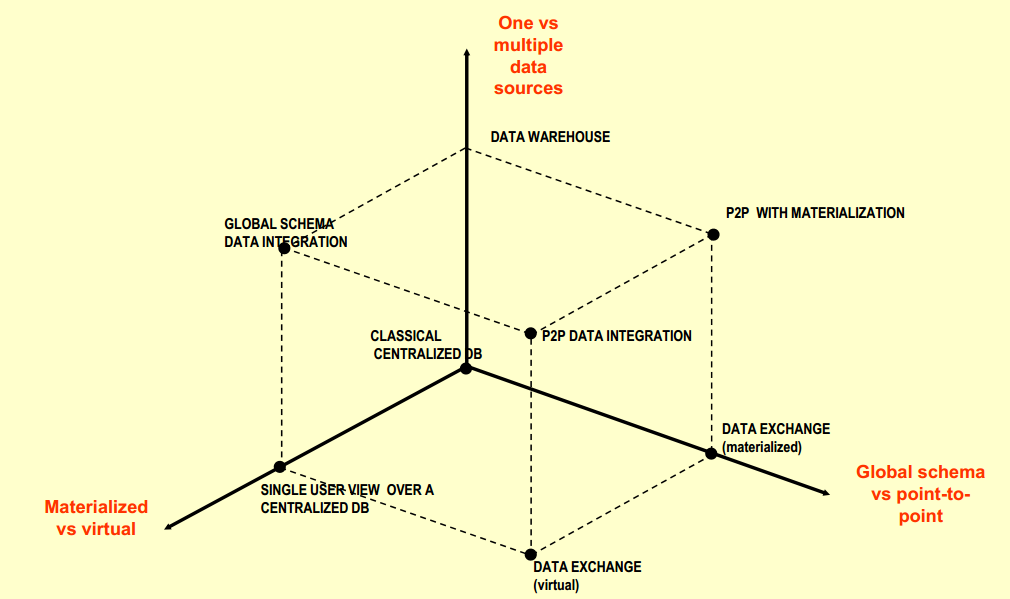 One vs
multiple
data
sources
DATA WAREHOUSE
P2P WITH MATERIALIZATION
GLOBAL SCHEMA
DATA INTEGRATION
CLASSICAL
CENTRALIZED DB
P2P DATA INTEGRATION
DATA EXCHANGE
(materialized)
Global schema
vs point-to-
point
SINGLE USER VIEW OVER A
CENTRALIZED DB
Materialized
vs virtual
DATA EXCHANGE
(virtual)